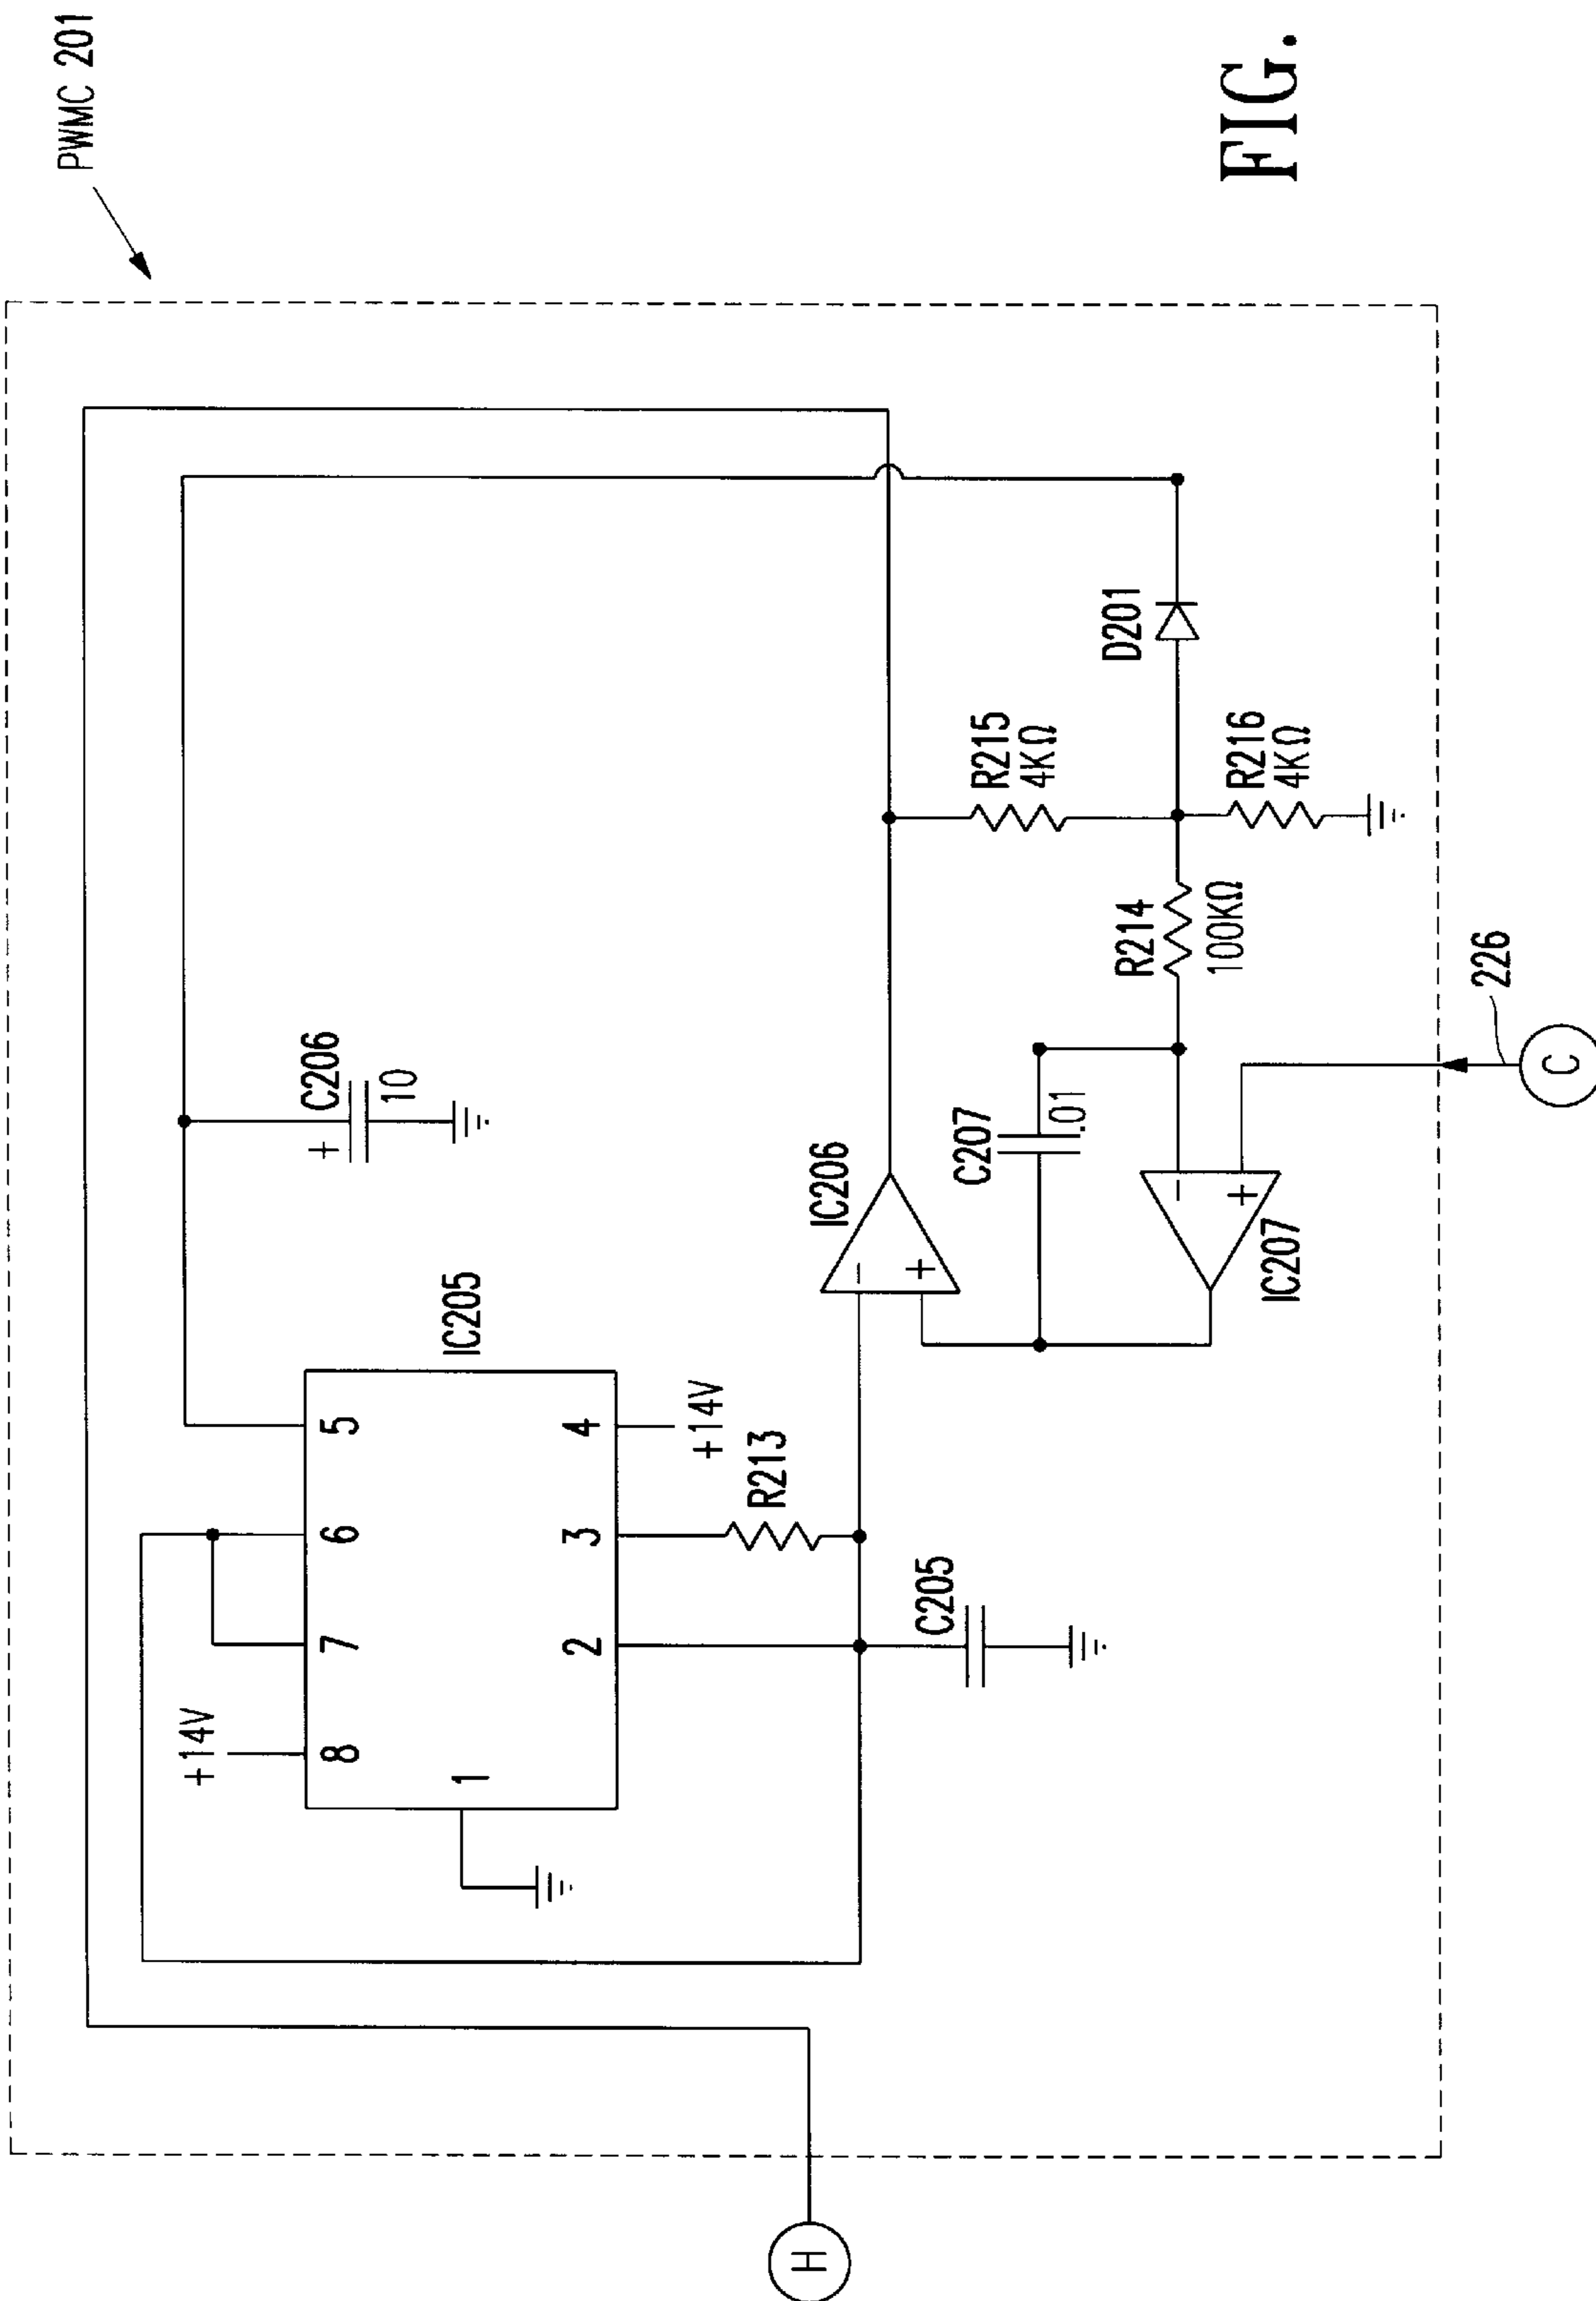 PWMC 201
+14V
8
7
6
5
1
2
3
4
IC205
+14V
R213
C205
C206
+
10
IC206
-
+
C207
.01
IC207
-
+
R214
100KΩ
R215
4KΩ
R216
4KΩ
D201
H
C
226
FIG.